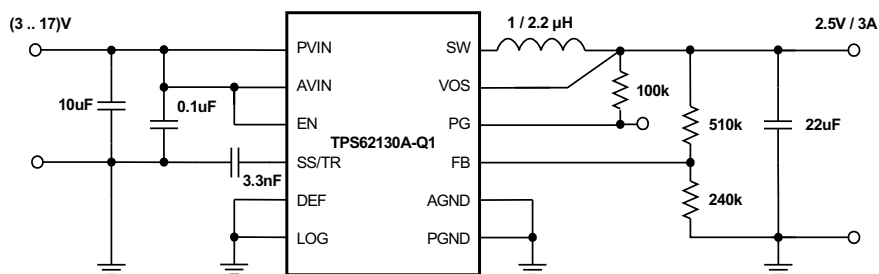 (3 .. 17)V
1 / 2.2 µH
2.5V / 3A
PVIN
SW
AVIN
VOS
10uF
0.1uF
100k
EN
PG
510k
22uF
TPS62130A-Q1
SS/TR
FB
3.3nF
240k
DEF
AGND
LOG
PGND